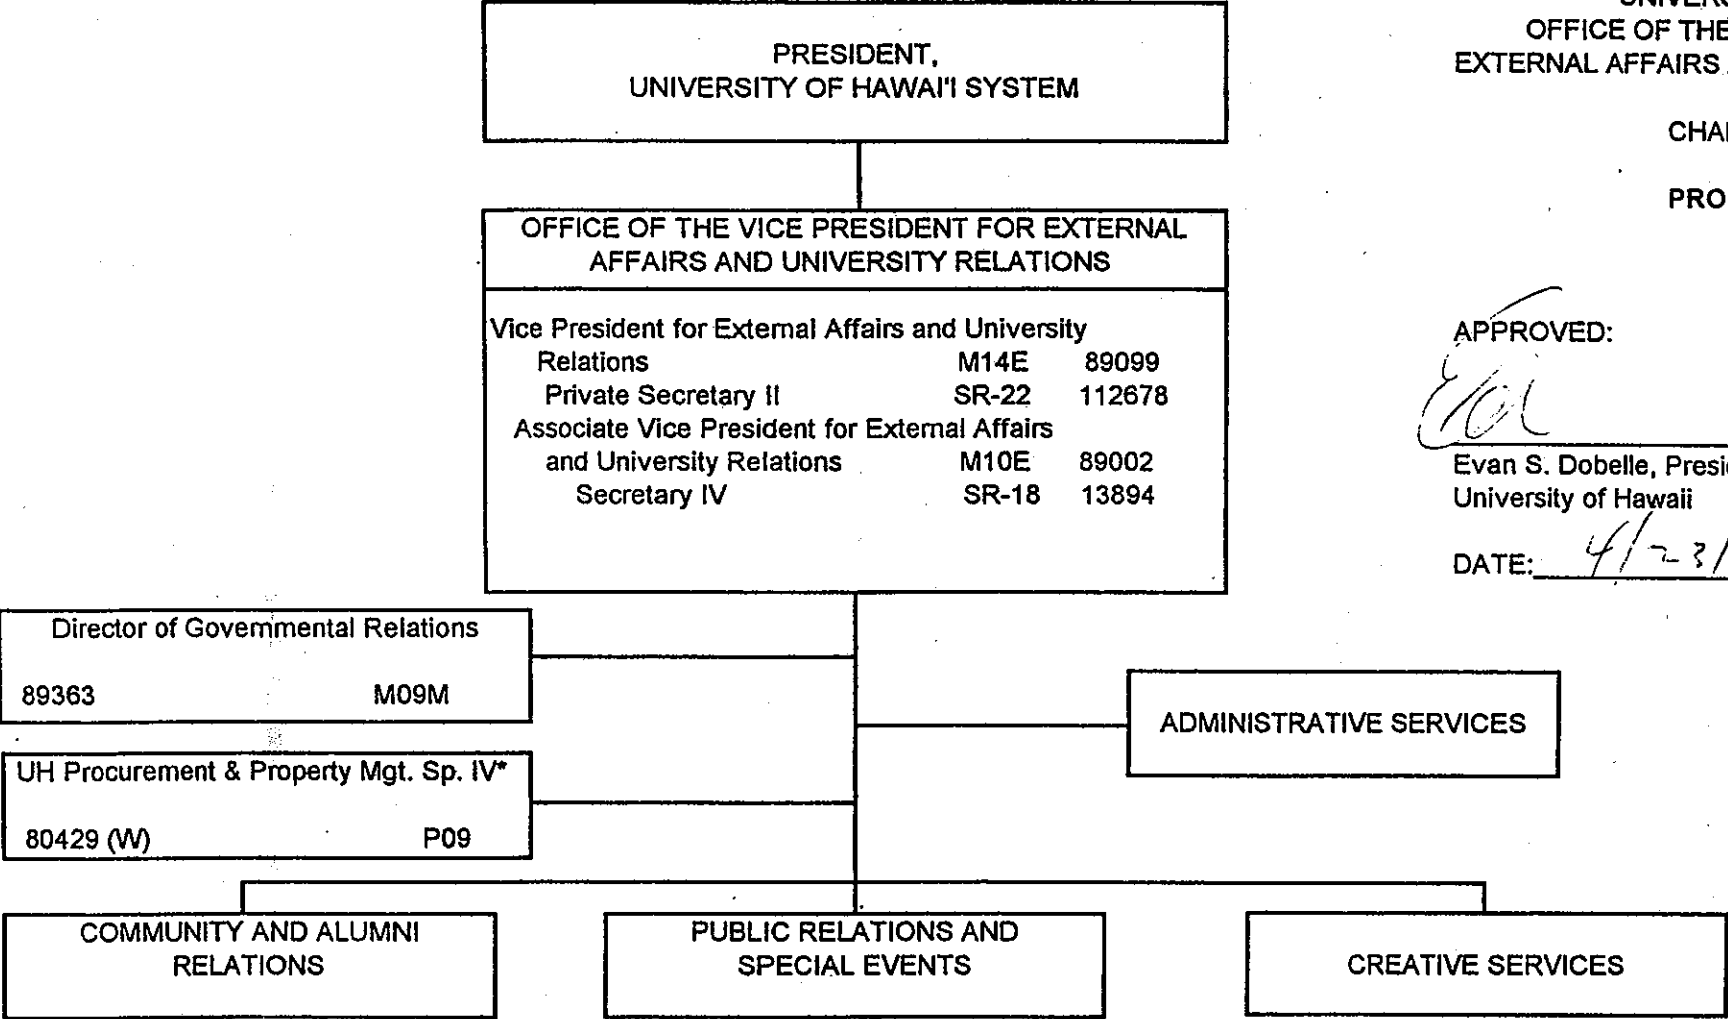 PRESIDENT,
UNIVERSITY OF HAWAI'I SYSTEM
OFFICE OF THE
EXTERNAL AFFAIRS
OFFICE OF THE VICE PRESIDENT FOR EXTERNAL
AFFAIRS AND UNIVERSITY RELATIONS
Vice President for External Affairs and University
Relations M14E 89099
Private Secretary II SR-22 112678
Associate Vice President for External Affairs
and University Relations M10E 89002
Secretary IV SR-18 13894
APPROVED:
Evan S. Dobelle,
University of Hawaii
DATE: 4/23/
Director of Governmental Relations
89363 M09M
UH Procurement & Property Mgt. Sp. IV*
80429 (W) P09
ADMINISTRATIVE SERVICES
COMMUNITY AND ALUMNI
RELATIONS
PUBLIC RELATIONS AND
SPECIAL EVENTS
CREATIVE SERVICES